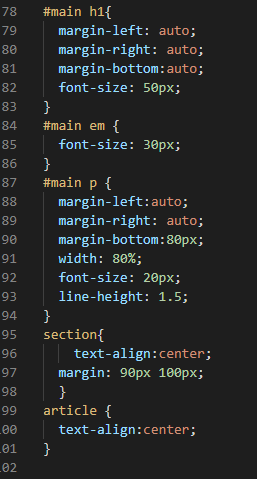 78 #main h1{
79 margin-left: auto;
80 margin-right: auto;
81 margin-bottom:auto;
82 font-size: 50px;
83 }
84 #main em {
85 font-size: 30px;
86 }
87 #main p {
88 margin-left:auto;
89 margin-right: auto;
90 margin-bottom:80px;
91 width: 80%;
92 font-size: 20px;
93 line-height: 1.5;
94 }
95 section{
96 text-align:center;
97 margin: 90px 100px;
98 }
99 article {
100 text-align:center;
101 }
102